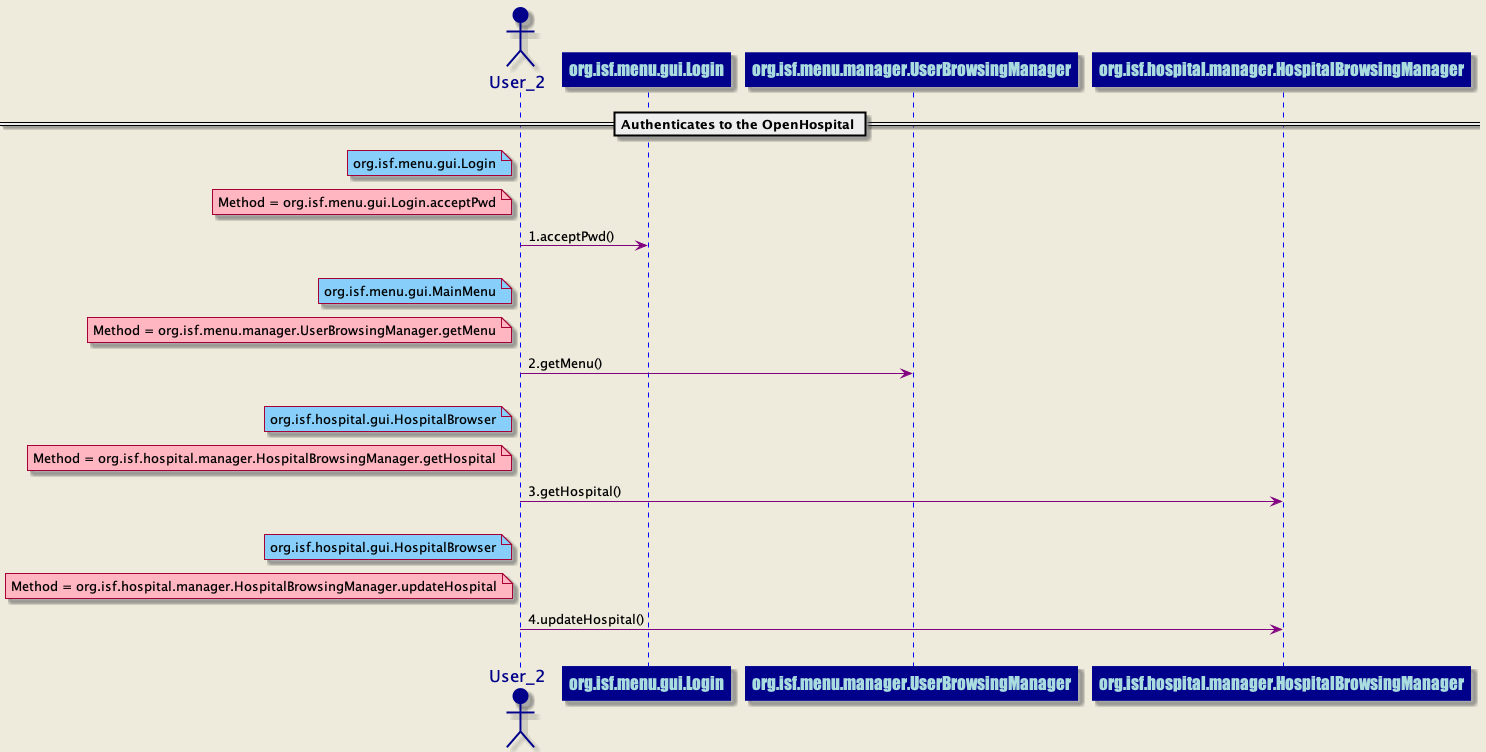 User_2
org.isf.menu.gui.Login
org.isf.menu.manager.UserBrowsingManager
org.isf.hospital.manager.HospitalBrowsingManager
Authenticates to the OpenHospital
org.isf.menu.gui.Login
Method = org.isf.menu.gui.Login.acceptPwd
1.acceptPwd()
org.isf.menu.gui.MainMenu
Method = org.isf.menu.manager.UserBrowsingManager.getMenu
2.getMenu()
org.isf.hospital.gui.HospitalBrowser
Method = org.isf.hospital.manager.HospitalBrowsingManager.getHospital
3.getHospital()
org.isf.hospital.gui.HospitalBrowser
Method = org.isf.hospital.manager.HospitalBrowsingManager.updateHospital
4.updateHospital()
User_2
org.isf.menu.gui.Login
org.isf.menu.manager.UserBrowsingManager
org.isf.hospital.manager.HospitalBrowsingManager